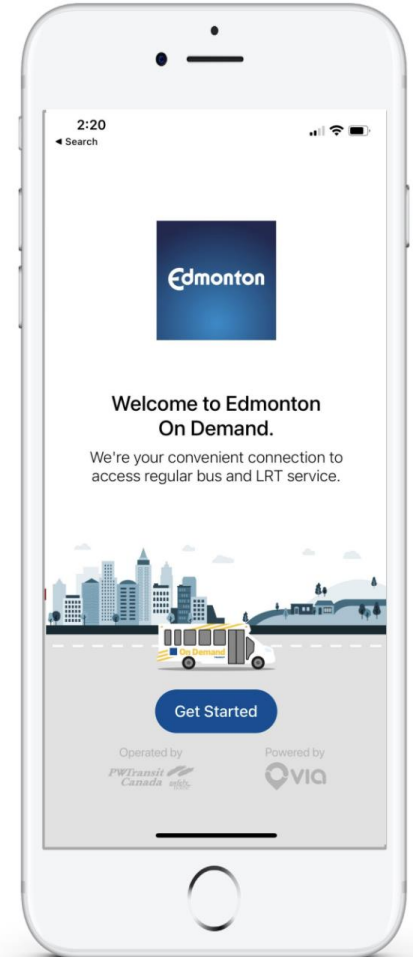 2:20
◀ Search
Edmonton
Welcome to Edmonton
On Demand.
We're your convenient connection to
access regular bus and LRT service.
On Demand
Get Started
Operated by
Powered by
PWTransit
Canada
via